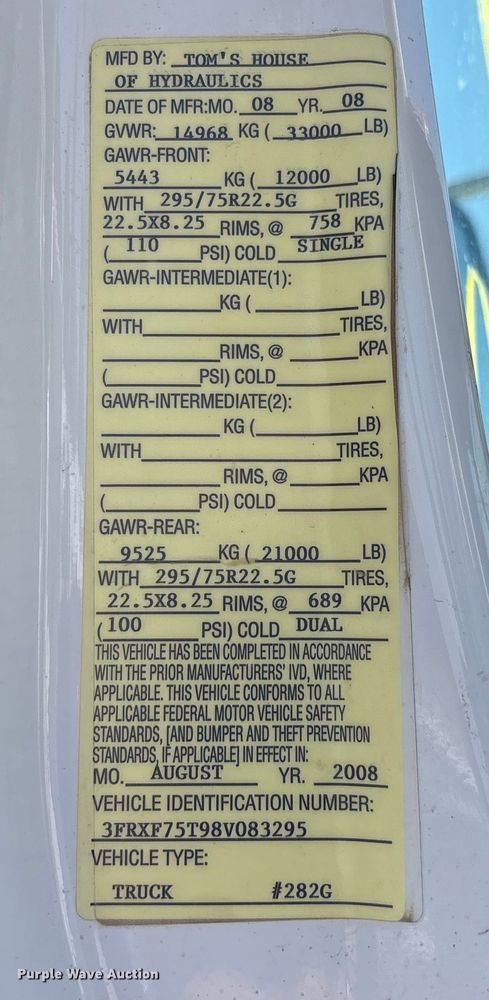 MFD BY: TOM'S HOUSE
OF HYDRAULICS
DATE OF MFR:MO. 08 YR. 08
GVWR: 14968 KG ( 33000 LB)
GAWR-FRONT:
5443 KG ( 12000 LB)
WITH 295/75R22.5G TIRES,
22.5X8.25 RIMS, @ 758 KPA
( 110 PSI) COLD SINGLE
GAWR-INTERMEDIATE(1):
KG ( LB)
WITH TIRES,
RIMS, @ KPA
( PSI) COLD
GAWR-INTERMEDIATE(2):
KG ( LB)
WITH TIRES,
RIMS, @ KPA
( PSI) COLD
GAWR-REAR:
9525 KG ( 21000 LB)
WITH 295/75R22.5G TIRES,
22.5X8.25 RIMS, @ 689 KPA
( 100 PSI) COLD DUAL
THIS VEHICLE HAS BEEN COMPLETED IN ACCORDANCE
WITH THE PRIOR MANUFACTURERS' IVD, WHERE
APPLICABLE. THIS VEHICLE CONFORMS TO ALL
APPLICABLE FEDERAL MOTOR VEHICLE SAFETY
STANDARDS, [AND BUMPER AND THEFT PREVENTION
STANDARDS, IF APPLICABLE] IN EFFECT IN:
MO. AUGUST YR. 2008
VEHICLE IDENTIFICATION NUMBER:
3FRXF75T98V083295
VEHICLE TYPE:
TRUCK #282G
Purple Wave Auction